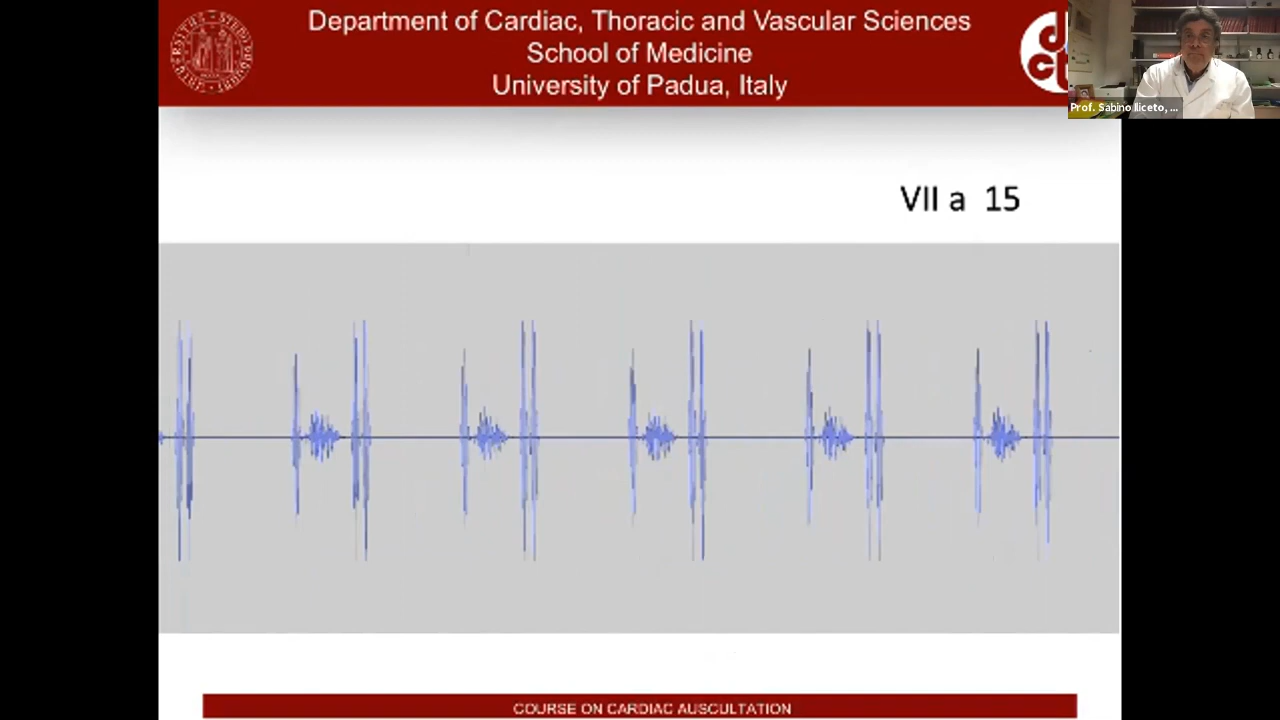 Department of Cardiac, Thoracic and Vascular Sciences
School of Medicine
University of Padua, Italy
Prof. Sabino Iliceto, ...
VII a 15
COURSE ON CARDIAC AUSCULTATION